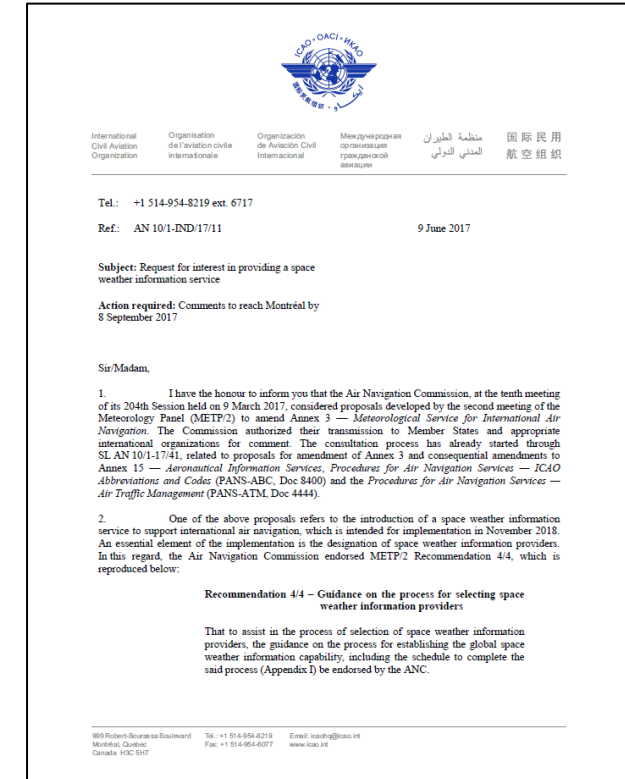 ICAO · OACI · ИКАО
国际民航组织 · ايكاو
International Civil Aviation Organization
Organisation de l'aviation civile internationale
Organización de Aviación Civil Internacional
Международная организация гражданской авиации
منظمة الطيران المدني الدولي
国际民用航空组织
Tel.: +1 514-954-8219 ext. 6717
Ref.: AN 10/1-IND/17/11 9 June 2017
Subject: Request for interest in providing a space
weather information service
Action required: Comments to reach Montréal by
8 September 2017
Sir/Madam,
1. I have the honour to inform you that the Air Navigation Commission, at the tenth meeting
of its 204th Session held on 9 March 2017, considered proposals developed by the second meeting of the
Meteorology Panel (METP/2) to amend Annex 3 — Meteorological Service for International Air
Navigation. The Commission authorized their transmission to Member States and appropriate
international organizations for comment. The consultation process has already started through
SL AN 10/1-17/41, related to proposals for amendment of Annex 3 and consequential amendments to
Annex 15 — Aeronautical Information Services, Procedures for Air Navigation Services — ICAO
Abbreviations and Codes (PANS-ABC, Doc 8400) and the Procedures for Air Navigation Services —
Air Traffic Management (PANS-ATM, Doc 4444).
2. One of the above proposals refers to the introduction of a space weather information
service to support international air navigation, which is intended for implementation in November 2018.
An essential element of the implementation is the designation of space weather information providers.
In this regard, the Air Navigation Commission endorsed METP/2 Recommendation 4/4, which is
reproduced below:
Recommendation 4/4 – Guidance on the process for selecting space
weather information providers
That to assist in the process of selection of space weather information
providers, the guidance on the process for establishing the global space
weather information capability, including the schedule to complete the
said process (Appendix I) be endorsed by the ANC.
999 Robert-Bourassa Boulevard Tel.: +1 514-954-8219 Email: icaohq@icao.int
Montréal, Quebec Fax: +1 514-954-6077 www.icao.int
Canada H3C 5H7